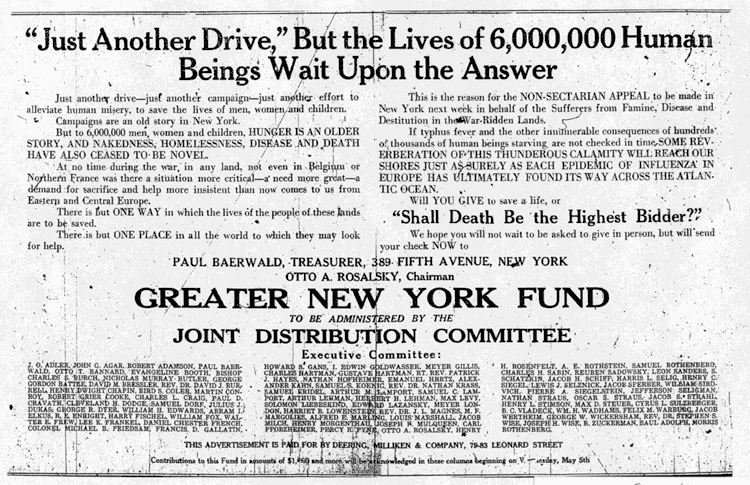 "Just Another Drive," But the Lives of 6,000,000 Human
Beings Wait Upon the Answer
Just another drive—just another campaign—just another effort to
alleviate human misery, to save the lives of men, women and children.
Campaigns are an old story in New York.
But to 6,000,000 men, women and children, HUNGER IS AN OLDER
STORY, AND NAKEDNESS, HOMELESSNESS, DISEASE AND DEATH
HAVE ALSO CEASED TO BE NOVEL.
At no time during the war, in any land, not even in Belgium or
Northern France was there a situation more critical—a need more great—a
demand for sacrifice and help more insistent than now comes to us from
Eastern and Central Europe.
There is but ONE WAY in which the lives of the people of these lands
are to be saved.
There is but ONE PLACE in all the world to which they may look
for help.
This is the reason for the NON-SECTARIAN APPEAL to be made in
New York next week in behalf of the Sufferers from Famine, Disease and
Destitution in the War-Ridden Lands.
If typhus fever and the other innumerable consequences of hundreds
of thousands of human beings starving, are not checked in time SOME REV-
ERBERATION OF THIS THUNDEROUS CALAMITY WILL REACH OUR
SHORES JUST AS SURELY AS EACH EPIDEMIC OF INFLUENZA IN
EUROPE HAS ULTIMATELY FOUND ITS WAY ACROSS THE ATLAN-
TIC OCEAN.
Will YOU GIVE to save a life, or
"Shall Death Be the Highest Bidder?"
We hope you will not wait to be asked to give in person, but will send
your check NOW to
PAUL BAERWALD, TREASURER, 389 FIFTH AVENUE, NEW YORK
OTTO A. ROSALSKY, Chairman
GREATER NEW YORK FUND
TO BE ADMINISTERED BY THE
JOINT DISTRIBUTION COMMITTEE
Executive Committee:
J. O. ADLER, JOHN G. AGAR, ROBERT ADAMSON, PAUL BAER-
WALD, OTTO T. BANNARD, EVANGELINE BOOTH, BISHOP
CHARLES S. BURCH, NICHOLAS MURRAY BUTLER, GEORGE
GORDON BATTLE, DAVID M. BRESSLER, REV. DR. DAVID J. BUR-
RELL, HENRY DWIGHT CHAPIN, BIRD S. COLER,
BOY, ROBERT GRIER COOKE, CHARLES L. CRAIG, PAUL D.
CRAVATH, CLEVELAND H. DODGE, SAMUEL DORF, JULIUS J.
DUKAS; GEORGE R. DYER, WILLIAM H. EDWARDS, ABRAM I.
ELKUS, R. E. ENRIGHT, HARRY FISCHEL, WILLIAM FOX, WAL-
TER E. FREW, LEE K. FRANKEL, DANIEL CHESTER FRENCH,
COLONEL MICHAEL B. FRIEDSAM, FRANCIS D. GALLATIN,
HOWARD S. GANS, I. EDWIN GOLDWASSER, MEYER GILLIS,
CHARLES HARTMAN, GUSTAVE HARTMAN, RT. REV. PATRICK
J. HAYES, NATHAN HOFHEIMER, EMANUEL HERTZ, ALEX-
ANDER KAHN, SAMUEL S. KOENIG, REV. DR. NATHAN KRASS,
SAMUEL KRIDEL, ALVIN W. KRECH, SAMUEL C. LAM-
PORT, ARTHUR LEHMAN, HERBERT H. LEHMAN, MAX LEVY,
SOLOMON LIEBESKIND, EDWARD LAZANSKY, MEYER LON-
DON, HARRIET B. LOWENSTEIN, REV. DR. J. L. MAGNES, M. F.
MARGOLIES, ALFRED E. MARLING, LOUIS MARSHALL, JACOB
MILCH, HENRY MORGENTHAU, JOSEPH R. MULQUEEN, CARL
PFORZHEIMER, PERCY R. PYNE, OTTO A. ROSALSKY, HENRY
H. ROSENFELT, A. E. ROTHSTEIN, SAMUEL ROTHENBERG,
CHARLES H. SABIN, REUBEN SADOWSKY, LEON SANDERS, S.
SCHATZKIN, JACOB H. SCHIFF, HARRIS L. SELIG, HENRY C.
SIEGEL, LEWIS J. SELZNICK, JACOB SPERBER, WILLIAM SIRO-
VICH, HENRY SIEGELSTEIN, JEFFERSON SELIGMAN,
NATHAN STRAUS, OSCAR S. STRAUS, JACOB S. STRAHL,
HENRY L. STIMSON, MAX D. STEUER, CYRUS L. SULZBERGER,
B. C. VLADECK, WM. H. WADHAMS, FELIX M. WARBURG, JACOB
WERTHEIM, GEORGE W. WICKERSHAM, REV. DR. STEPHEN S.
WISE, JOSEPH H. WISE, B. ZUCKERMAN, SAUL ADOLPH, MORRIS
ROTHENBERG.
THIS ADVERTISEMENT IS PAID FOR BY DEERING, MILLIKEN & COMPANY, 79-83 LEONARD STREET
Contributions to this Fund in amounts of and more will be acknowledged in these columns beginning on May 5th